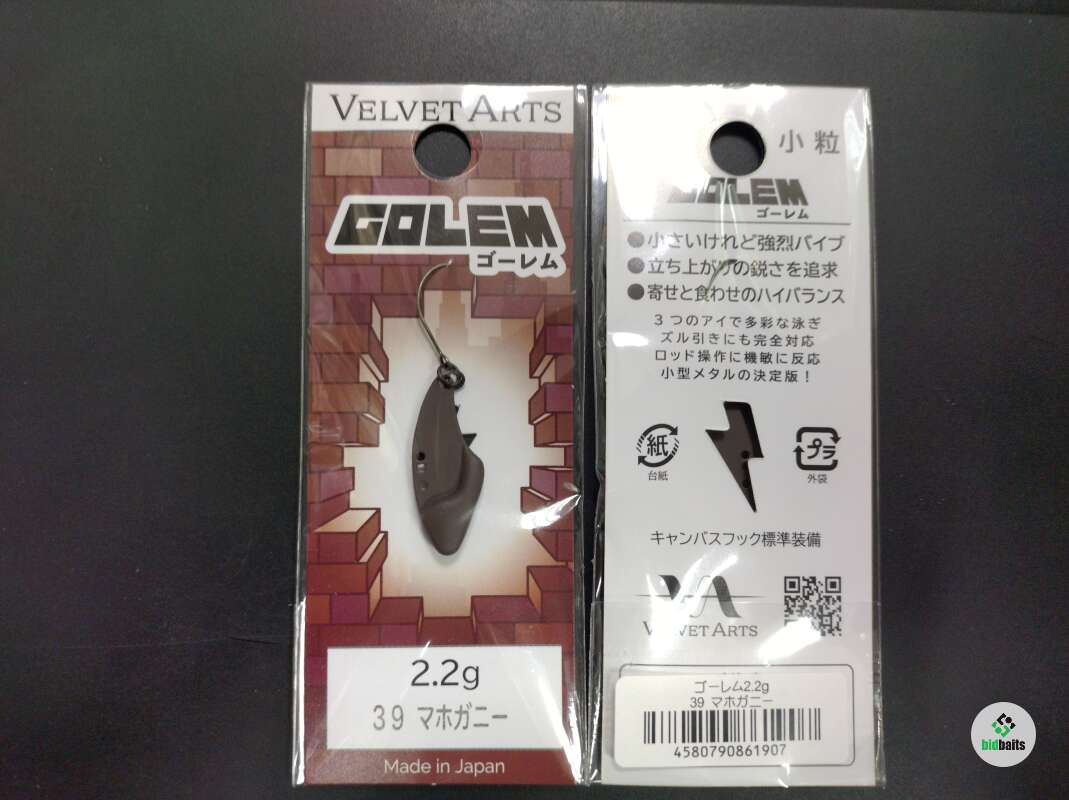 VELVET ARTS
GOLEM
ゴーレム
2.2g
39 マホガニー
Made in Japan
小粒
GOLEM
ゴーレム
●小さいけれど強烈バイブ
●立ち上がりの鋭さを追求
●寄せと食わせのハイバランス
3つのアイで多彩な泳ぎ
ズル引きにも完全対応
ロッド操作に機敏に反応
小型メタルの決定版！
紙
台紙
プラ
外袋
キャンバスフック標準装備
VELVET ARTS
ゴーレム2.2g
39 マホガニー
4580790861907
bidbaits